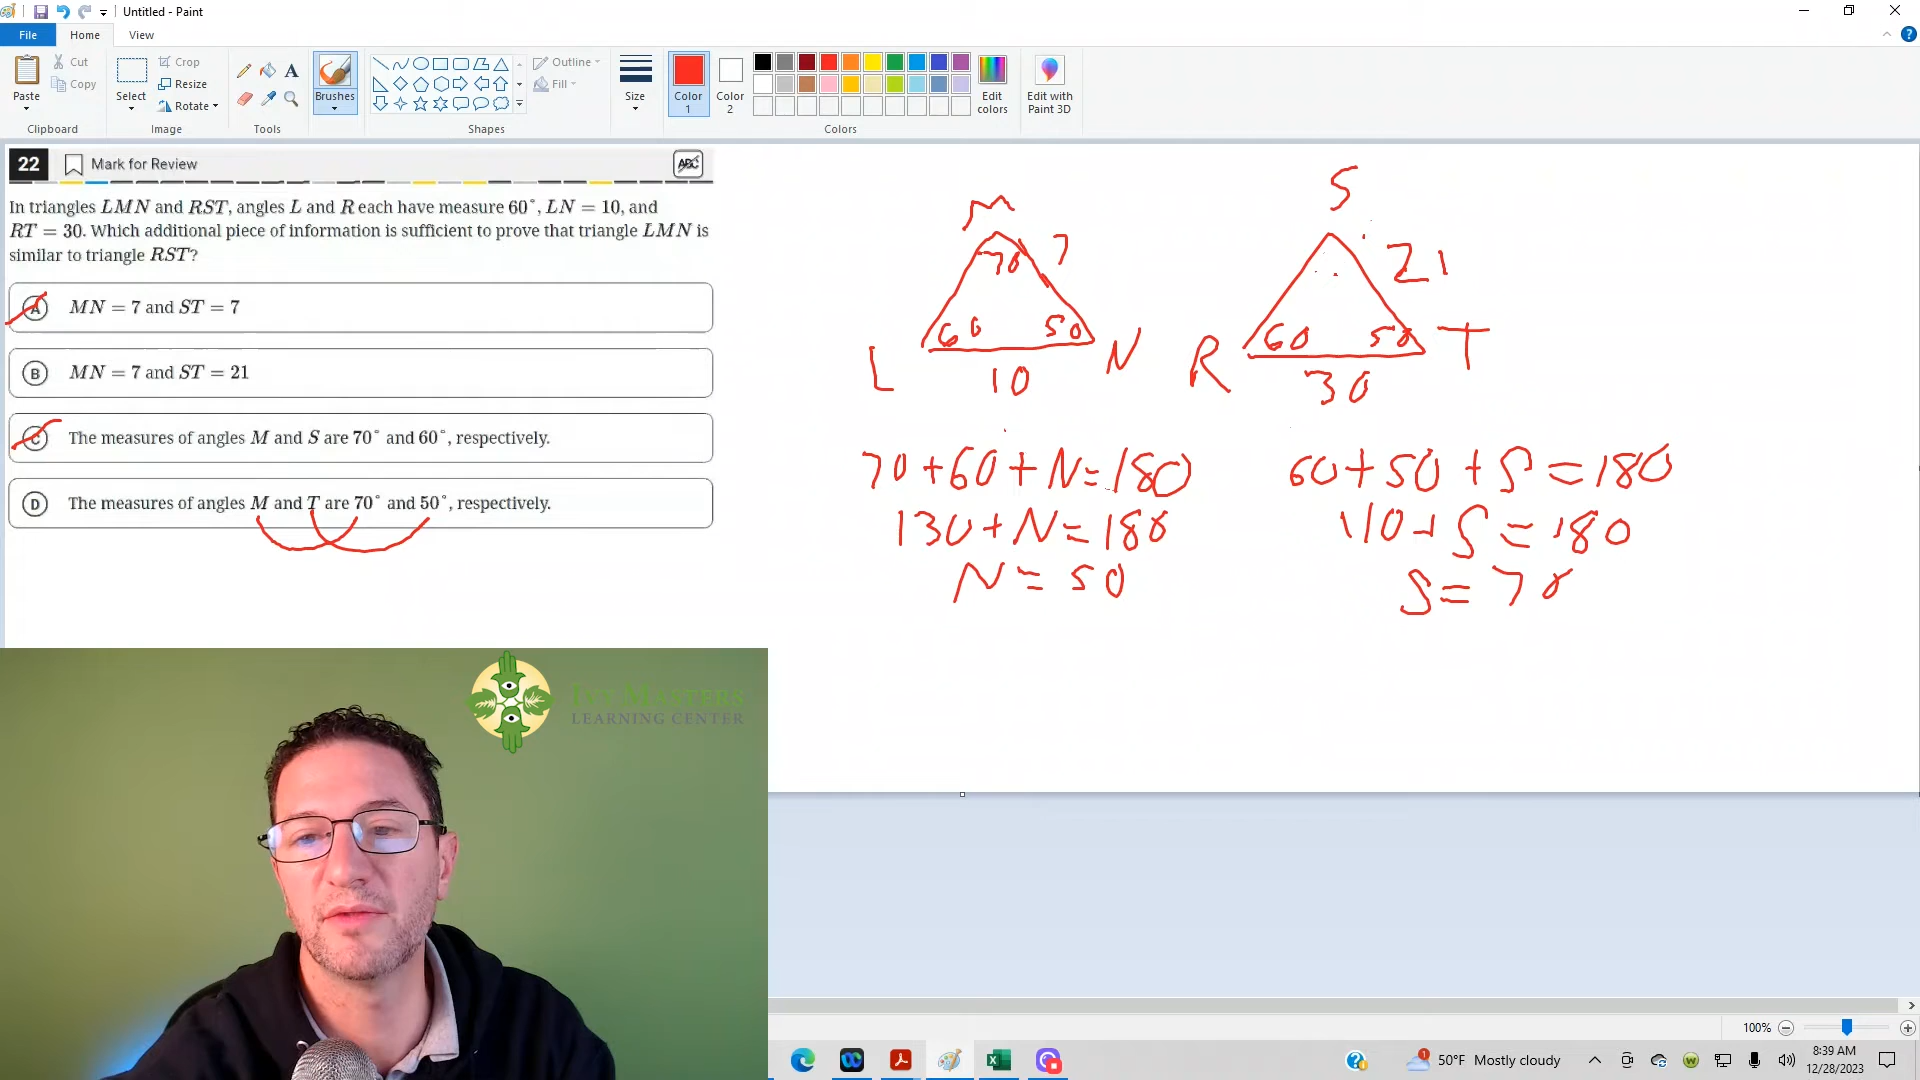 Untitled - Paint
File Home View
Paste Cut Copy Clipboard
Select Crop Resize Rotate Image
A Tools
Brushes
Outline Fill Shapes
Size
Color 1 Color 2 Edit colors Colors
Edit with Paint 3D
22 Mark for Review ABC
In triangles LMN and RST, angles L and R each have measure 60°, LN = 10, and
RT = 30. Which additional piece of information is sufficient to prove that triangle LMN is
similar to triangle RST?
A MN = 7 and ST = 7
B MN = 7 and ST = 21
C The measures of angles M and S are 70° and 60°, respectively.
D The measures of angles M and T are 70° and 50°, respectively.
M
70 7
60 50
L 10 N
S
21
60 50
R 30 T
70+60+N=180
130+N=180
N=50
60+50+S=180
110+S=180
S=70
IVY MASTERS
LEARNING CENTER
100%
50°F Mostly cloudy
8:39 AM
12/28/2023